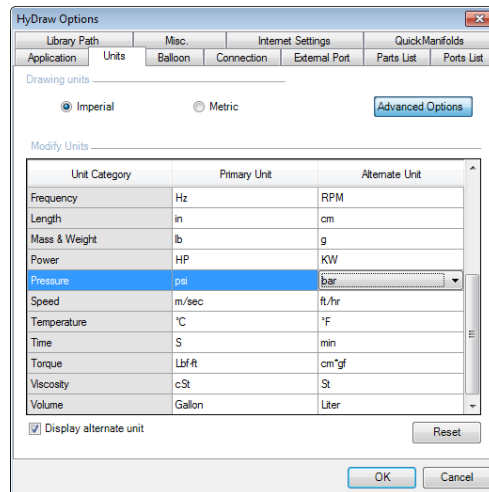 HyDraw Options
Library Path Misc. Internet Settings QuickManifolds
Application Units Balloon Connection External Port Parts List Ports List
Drawing units
Imperial Metric Advanced Options
Modify Units
Unit Category Primary Unit Alternate Unit
Frequency Hz RPM
Length in cm
Mass & Weight lb g
Power HP KW
Pressure psi bar
Speed m/sec ft/hr
Temperature °C °F
Time S min
Torque Lbf-ft cm*gf
Viscosity cSt St
Volume Gallon Liter
Display alternate unit Reset
OK Cancel